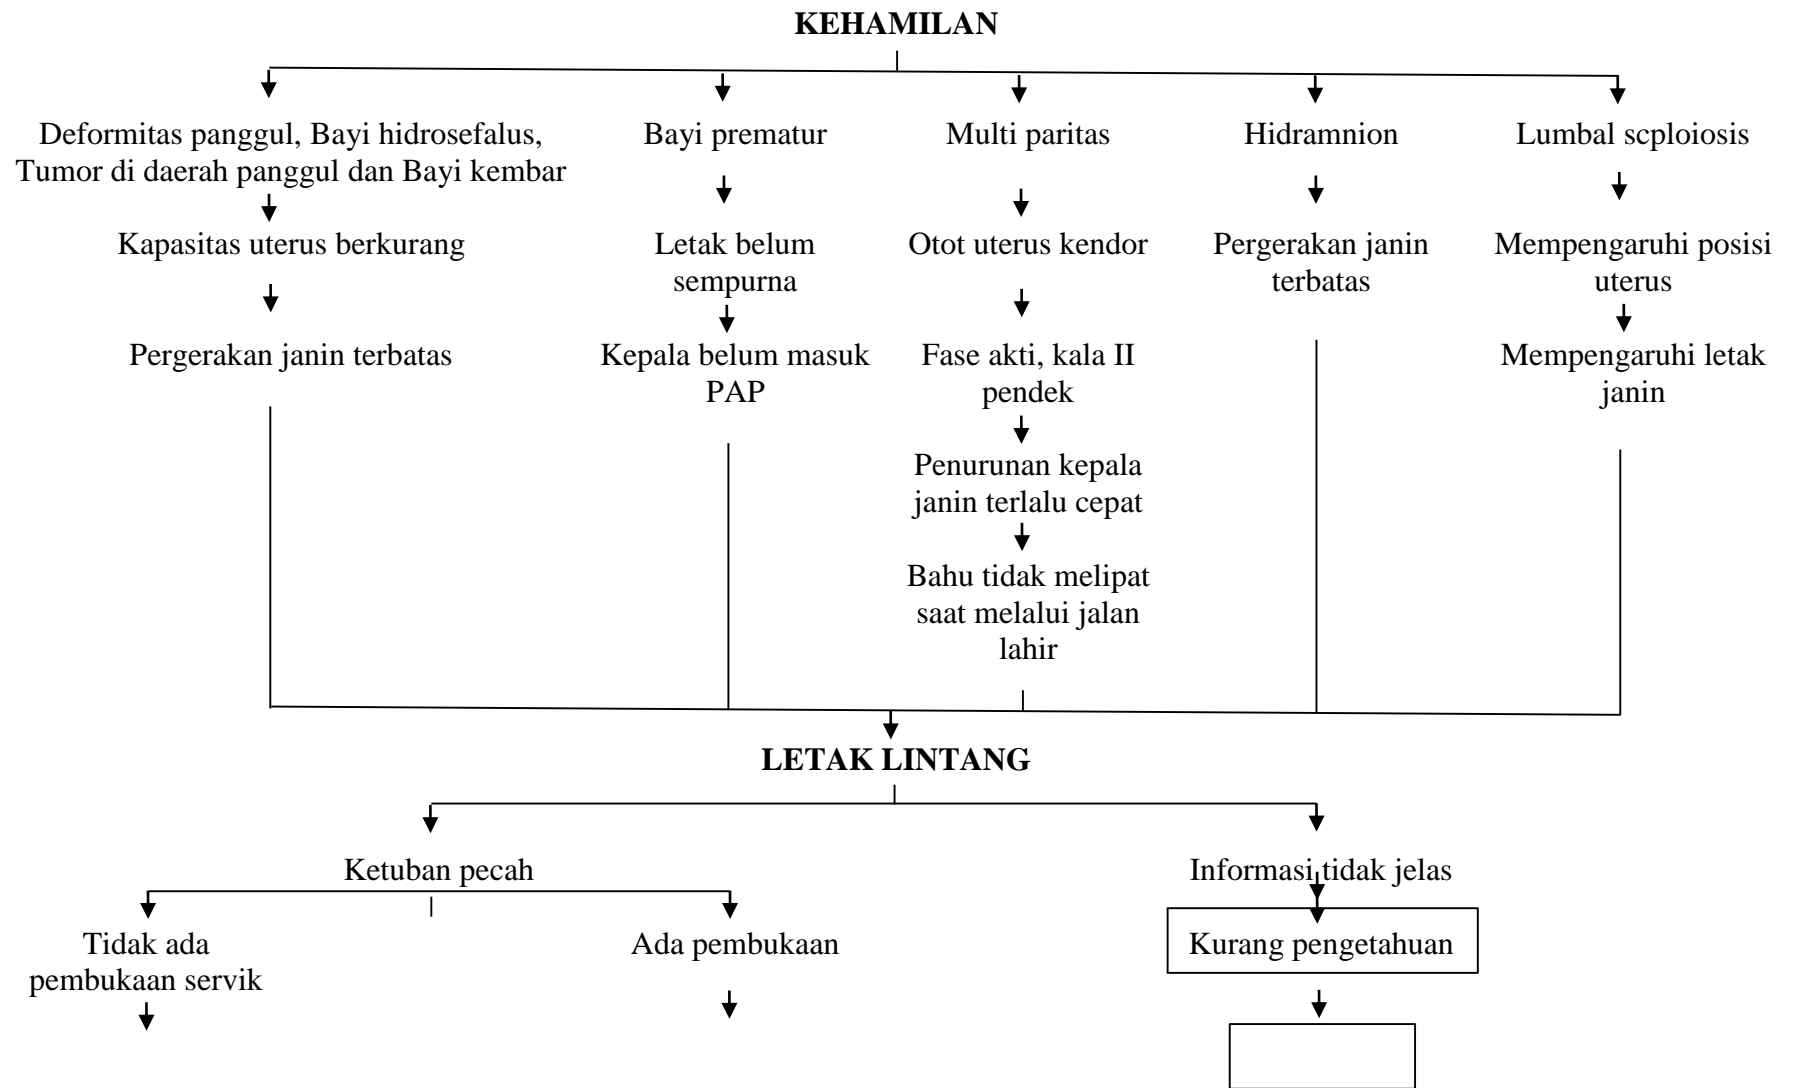 KEHAMILAN
Deformitas panggul, Bayi hidrosefalus,
Tumor di daerah panggul dan Bayi kembar
Bayi prematur
Multi paritas
Hidramnion
Lumbal scploiosis
Kapasitas uterus berkurang
Letak belum
sempurna
Otot uterus kendor
Pergerakan janin
terbatas
Mempengaruhi posisi
uterus
Pergerakan janin terbatas
Kepala belum masuk
PAP
Fase akti, kala II
pendek
Mempengaruhi letak
janin
Penurunan kepala
janin terlalu cepat
Bahu tidak melipat
saat melalui jalan
lahir
LETAK LINTANG
Ketuban pecah
Informasi tidak jelas
Tidak ada
pembukaan servik
Ada pembukaan
Kurang pengetahuan